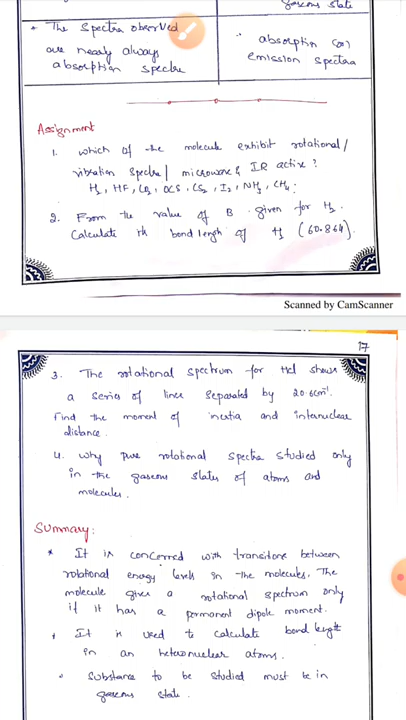 gaseous state
* The Spectra observed
are nearly always
absorption spectra
absorption (or)
emission spectra
Assignment
1. which of the molecule exhibit rotational/
vibration spectra/ microwave & IR active?
H₂, HF, CO₂, OCS, CS₂, I₂, NH₃, CH₄:
2. From the value of B given for H₂.
Calculate th bond length of H₂ (60.864).
Scanned by CamScanner
17
3. The rotational spectrum for Hcl shows
a series of lines separated by 20.6cm⁻¹.
Find the moment of inertia and internuclear
distance.
4. Why pure rotational spectra studied only
in the gaseous states of atoms and
molecules.
Summary:
* It is concerned with transitions between
rotational energy levels in the molecules. The
molecule gives a rotational spectrum only
if it has a permanent dipole moment.
* It is used to calculate bond length
in an heteronuclear atoms.
* Substance to be studied must be in
gaseous state.